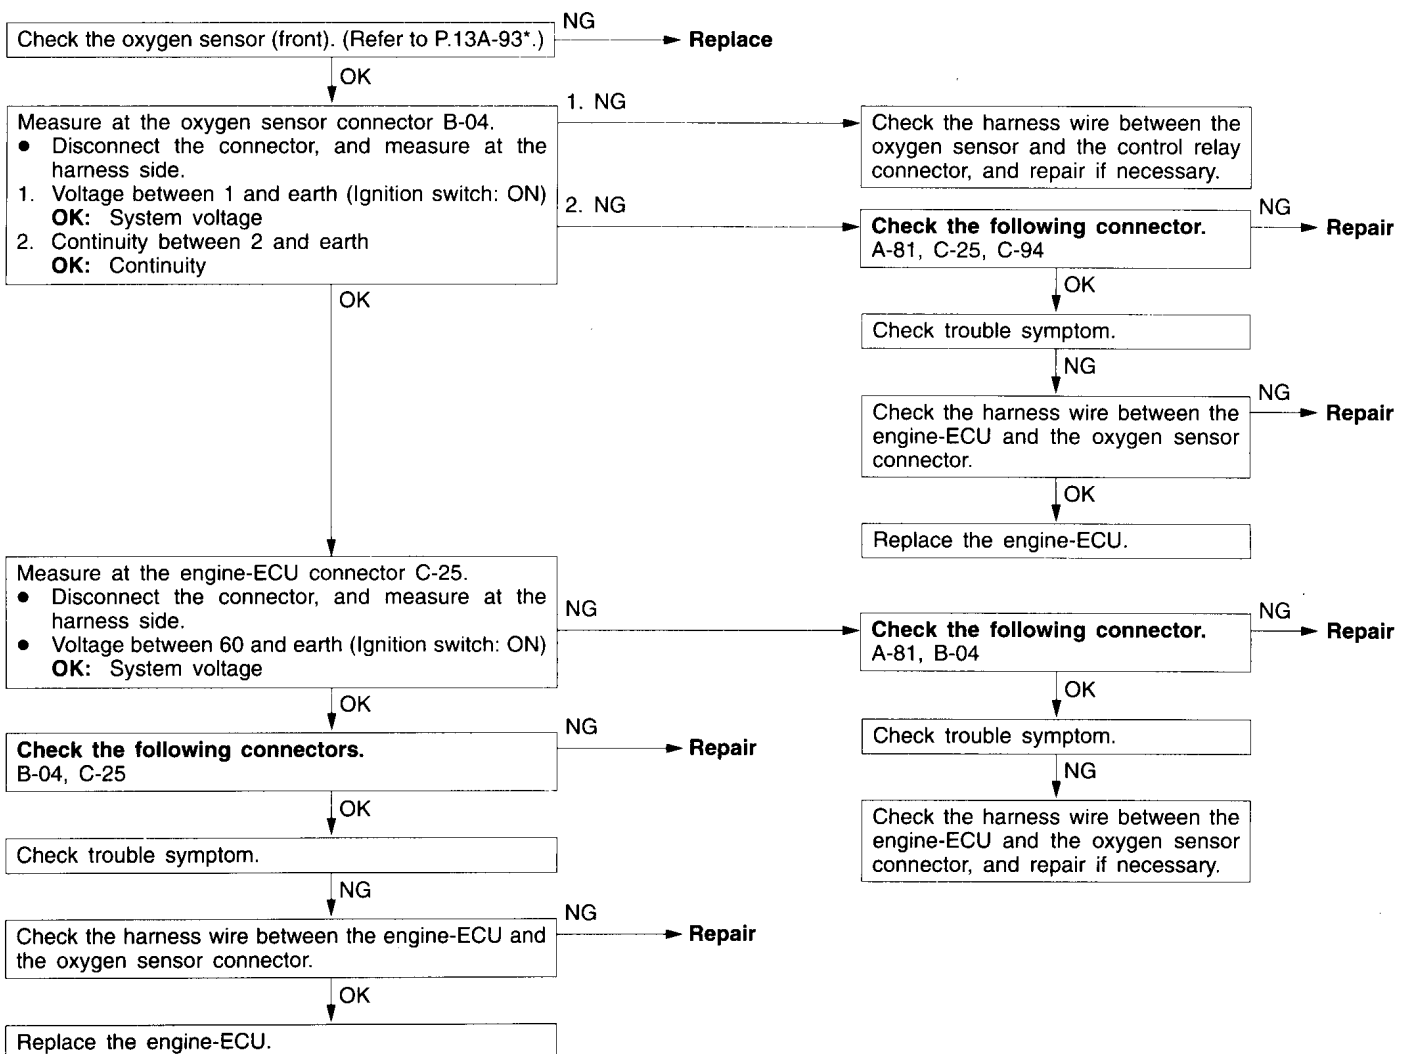 Check the oxygen sensor (front). (Refer to P.13A-93*.)
NG
Replace
OK
Measure at the oxygen sensor connector B-04.
● Disconnect the connector, and measure at the
harness side.
1. Voltage between 1 and earth (Ignition switch: ON)
OK: System voltage
2. Continuity between 2 and earth
OK: Continuity
1. NG
Check the harness wire between the
oxygen sensor and the control relay
connector, and repair if necessary.
2. NG
Check the following connector.
A-81, C-25, C-94
NG
Repair
OK
Check trouble symptom.
NG
Check the harness wire between the
engine-ECU and the oxygen sensor
connector.
NG
Repair
OK
Replace the engine-ECU.
OK
Measure at the engine-ECU connector C-25.
● Disconnect the connector, and measure at the
harness side.
● Voltage between 60 and earth (Ignition switch: ON)
OK: System voltage
NG
Check the following connector.
A-81, B-04
NG
Repair
OK
Check trouble symptom.
NG
Check the harness wire between the
engine-ECU and the oxygen sensor
connector, and repair if necessary.
OK
Check the following connectors.
B-04, C-25
NG
Repair
OK
Check trouble symptom.
NG
Check the harness wire between the engine-ECU and
the oxygen sensor connector.
NG
Repair
OK
Replace the engine-ECU.